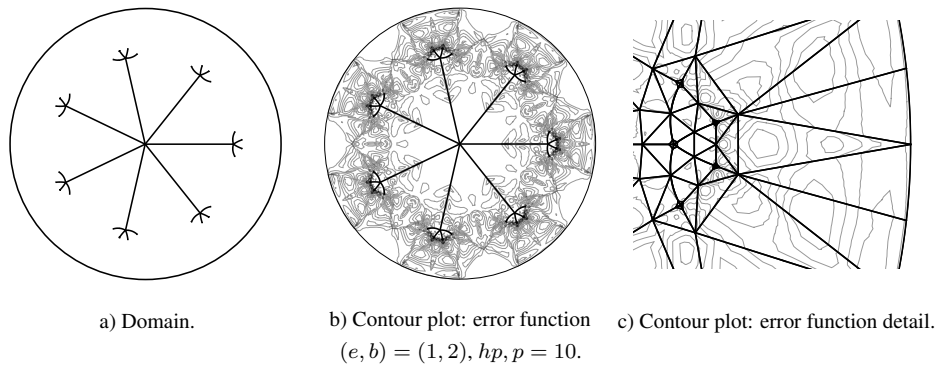 a) Domain.
b) Contour plot: error function
(e, b) = (1, 2), hp, p = 10.
c) Contour plot: error function detail.